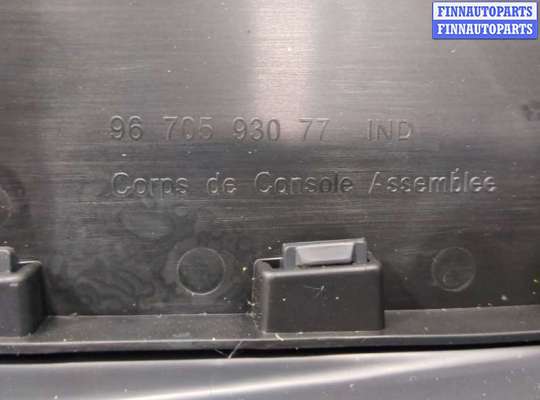 FINNAUTOPARTS
FINNAUTOPARTS
96 705 930 77 IND
Corps de Console Assemblee